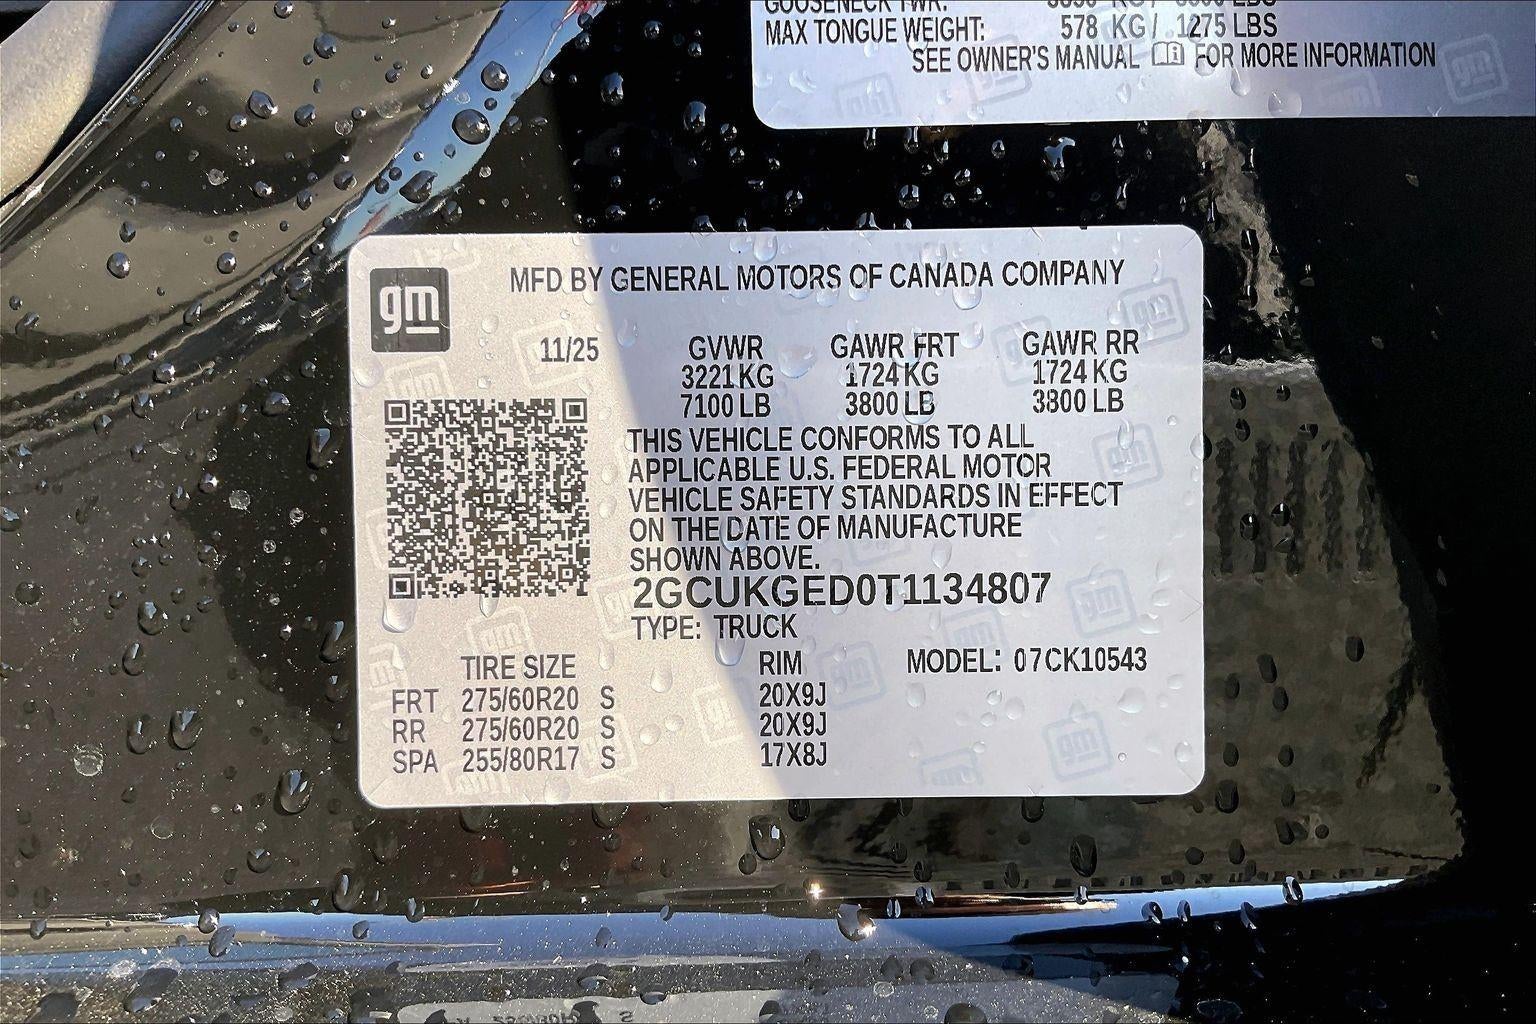 MAX TONGUE WEIGHT: 578 KG / 1275 LBS
SEE OWNER'S MANUAL FOR MORE INFORMATION
gm
MFD BY GENERAL MOTORS OF CANADA COMPANY
11/25 GVWR GAWR FRT GAWR RR
3221 KG 1724 KG 1724 KG
7100 LB 3800 LB 3800 LB
THIS VEHICLE CONFORMS TO ALL
APPLICABLE U.S. FEDERAL MOTOR
VEHICLE SAFETY STANDARDS IN EFFECT
ON THE DATE OF MANUFACTURE
SHOWN ABOVE.
2GCUKGED0T1134807
TYPE: TRUCK
TIRE SIZE RIM MODEL: 07CK10543
FRT 275/60R20 S 20X9J
RR 275/60R20 S 20X9J
SPA 255/80R17 S 17X8J